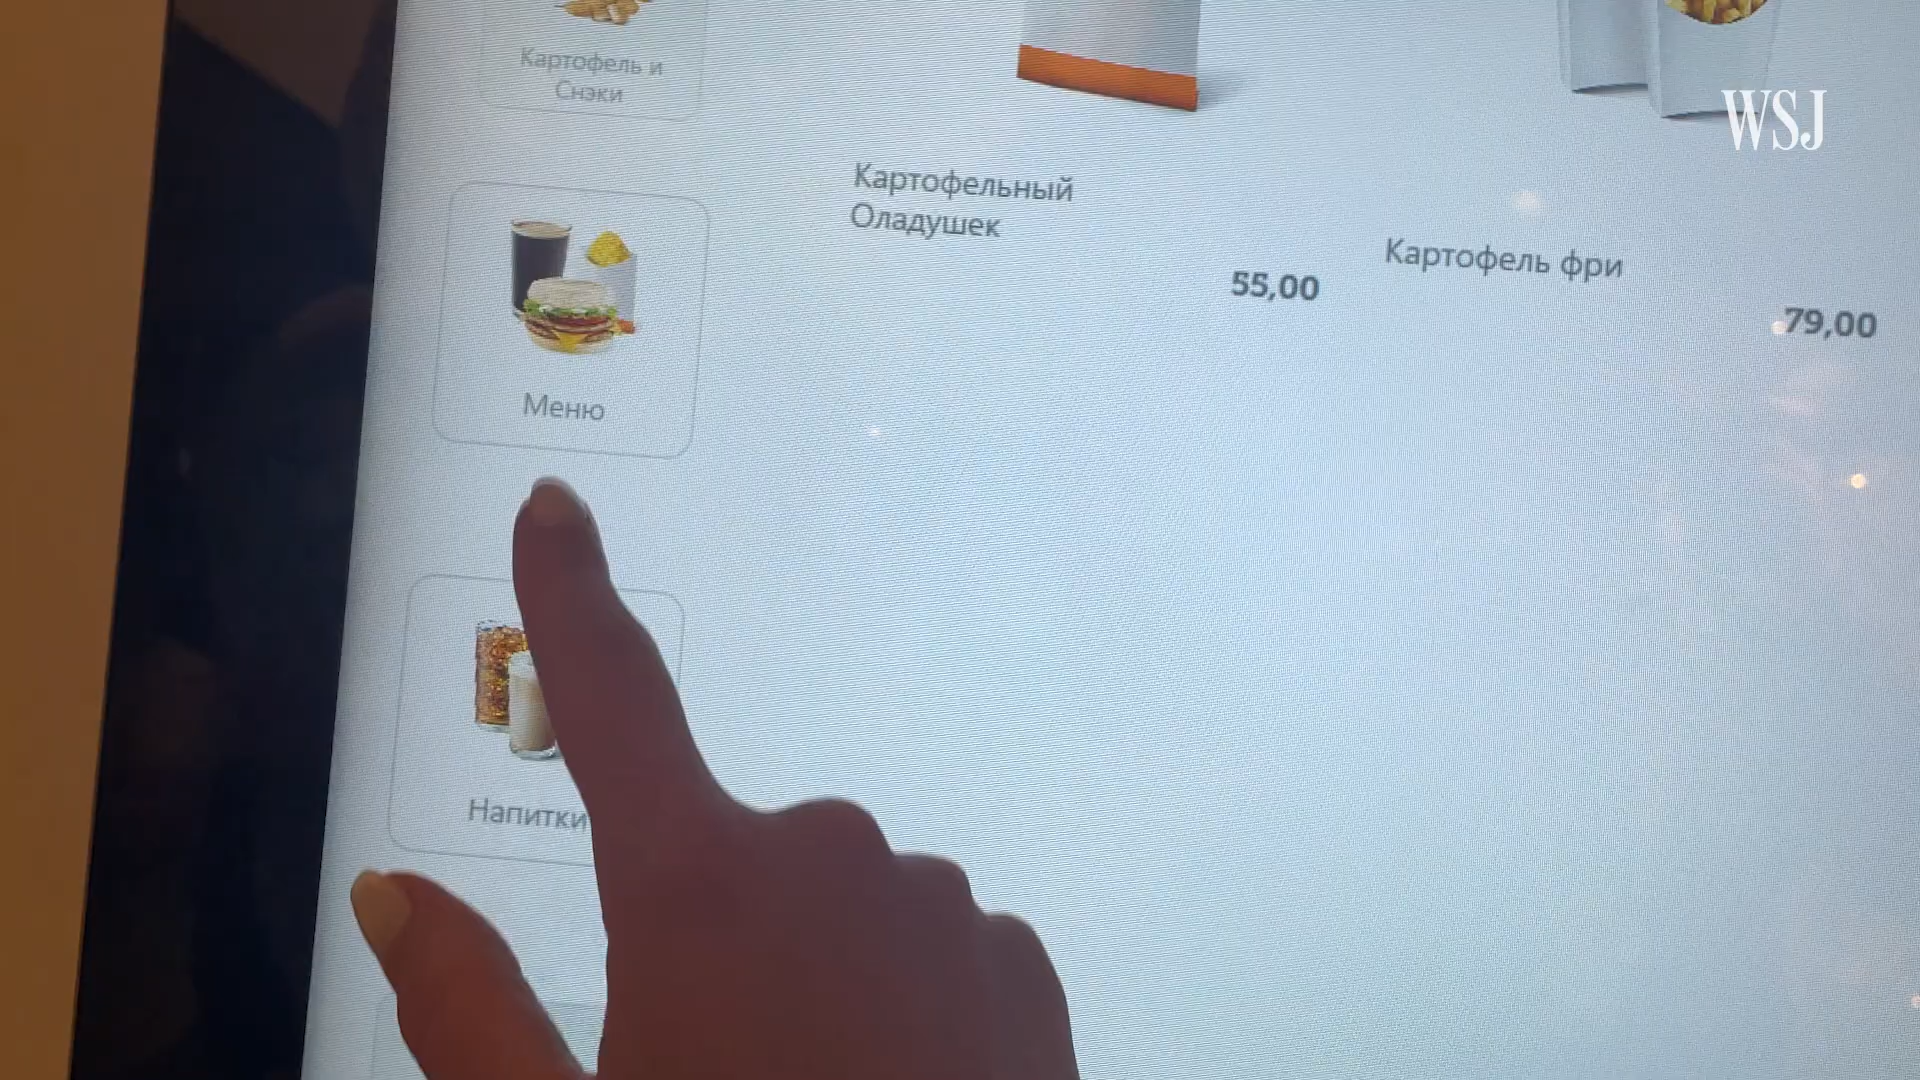 Картофель и
Снэки
WSJ
Картофельный
Оладушек
55,00
Картофель фри
79,00
Меню
Напитки